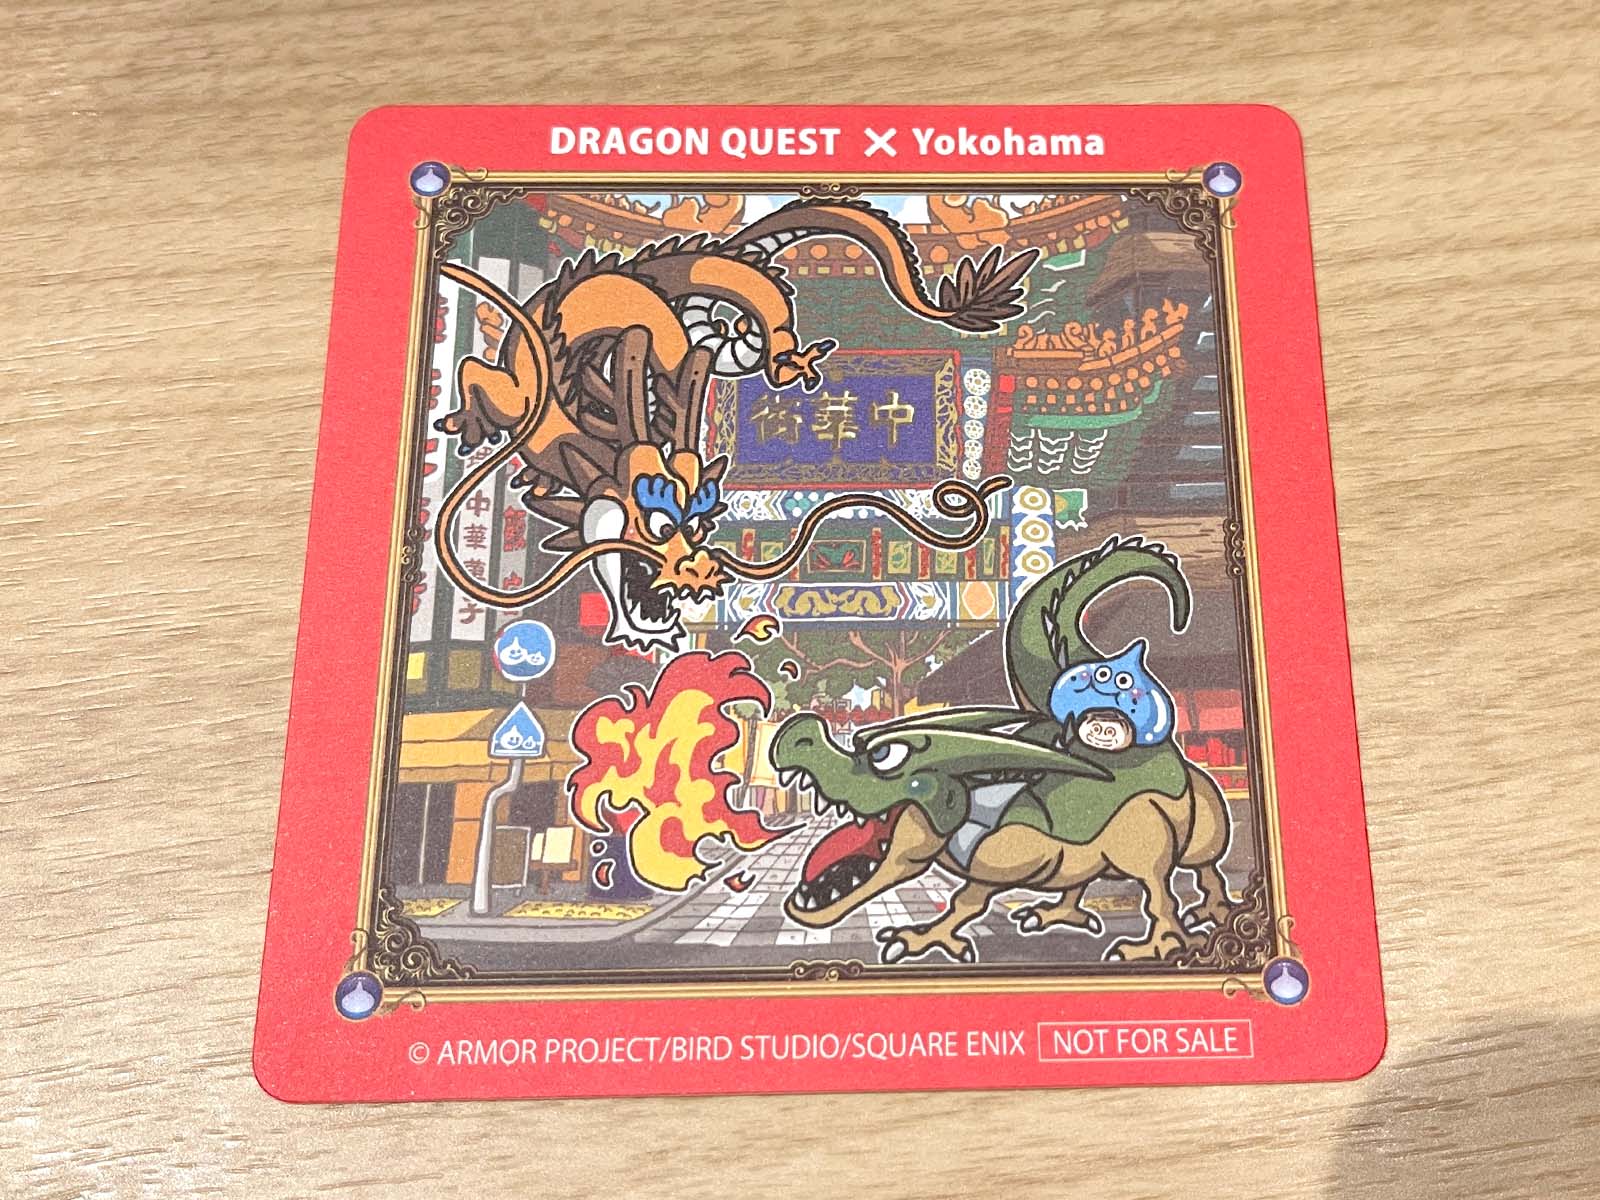 DRAGON QUEST × Yokohama
街華中
中華菓子
© ARMOR PROJECT/BIRD STUDIO/SQUARE ENIX NOT FOR SALE